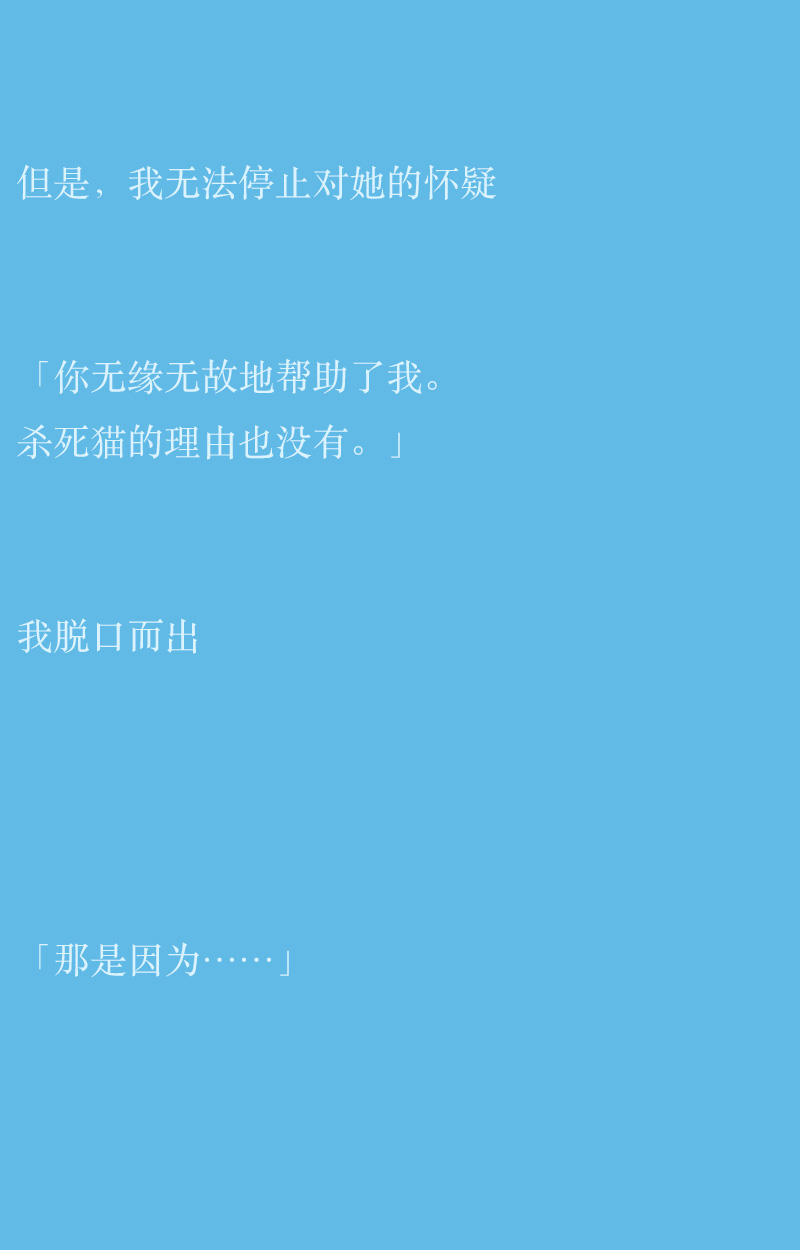 但是，我无法停止对她的怀疑
「你无缘无故地帮助了我。
杀死猫的理由也没有。」
我脱口而出
「那是因为……」